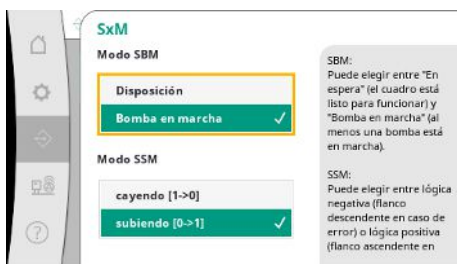 SxM
Modo SBM
Disposición
Bomba en marcha
Modo SSM
cayendo [1->0]
subiendo [0->1]
SBM:
Puede elegir entre "En
espera" (el cuadro está
listo para funcionar) y
"Bomba en marcha" (al
menos una bomba está
en marcha).
SSM:
Puede elegir entre lógica
negativa (flanco
descendente en caso de
error) o lógica positiva
(flanco ascendente en